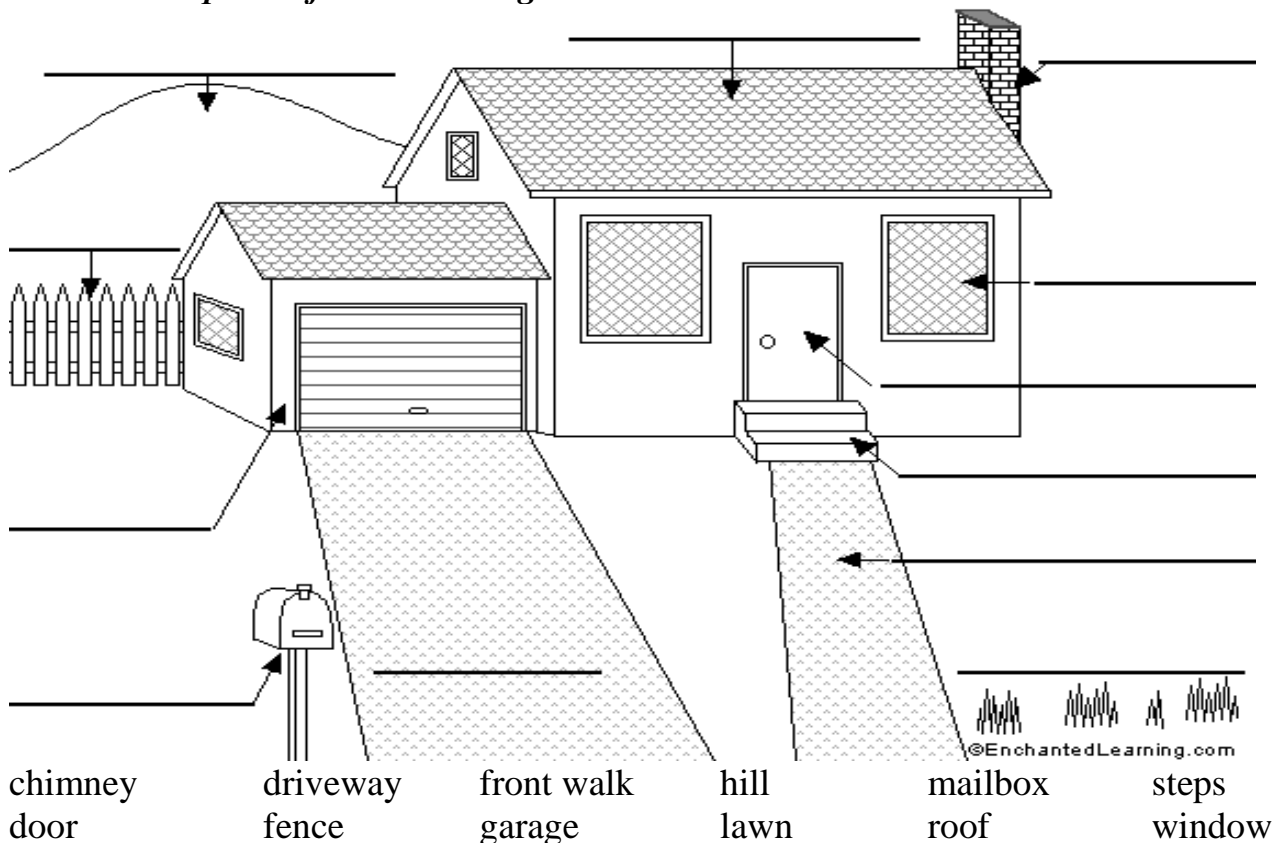 ©EnchantedLearning.com
chimney driveway front walk hill mailbox steps
door fence garage lawn roof window